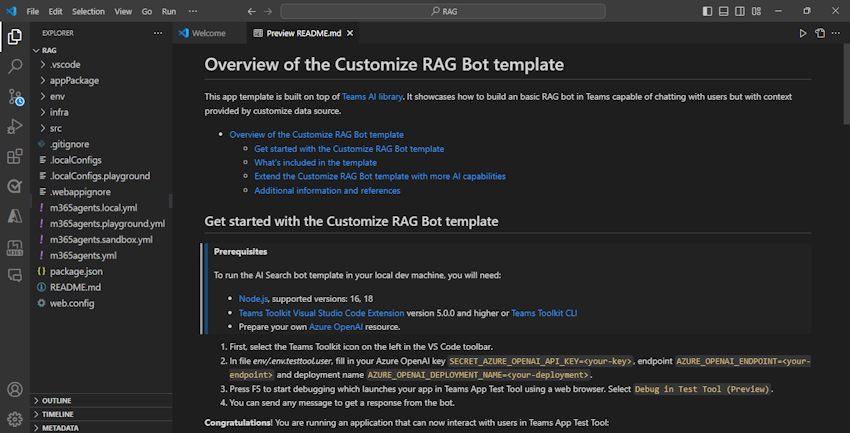 File Edit Selection View Go Run ···
RAG
EXPLORER ···
Welcome
Preview README.md
RAG
.vscode
appPackage
env
infra
src
.gitignore
.localConfigs
.localConfigs.playground
.webappignore
m365agents.local.yml
m365agents.playground.yml
m365agents.sandbox.yml
m365agents.yml
package.json
README.md
web.config
OUTLINE
TIMELINE
METADATA
Overview of the Customize RAG Bot template
This app template is built on top of Teams AI library. It showcases how to build an basic RAG bot in Teams capable of chatting with users but with context
provided by customize data source.
• Overview of the Customize RAG Bot template
◦ Get started with the Customize RAG Bot template
◦ What's included in the template
◦ Extend the Customize RAG Bot template with more AI capabilities
◦ Additional information and references
Get started with the Customize RAG Bot template
Prerequisites
To run the AI Search bot template in your local dev machine, you will need:
• Node.js, supported versions: 16, 18
• Teams Toolkit Visual Studio Code Extension version 5.0.0 and higher or Teams Toolkit CLI
• Prepare your own Azure OpenAI resource.
1. First, select the Teams Toolkit icon on the left in the VS Code toolbar.
2. In file env/.env.testtool.user, fill in your Azure OpenAI key SECRET_AZURE_OPENAI_API_KEY=<your-key>, endpoint AZURE_OPENAI_ENDPOINT=<your-
endpoint> and deployment name AZURE_OPENAI_DEPLOYMENT_NAME=<your-deployment>.
3. Press F5 to start debugging which launches your app in Teams App Test Tool using a web browser. Select Debug in Test Tool (Preview).
4. You can send any message to get a response from the bot.
Congratulations! You are running an application that can now interact with users in Teams App Test Tool: